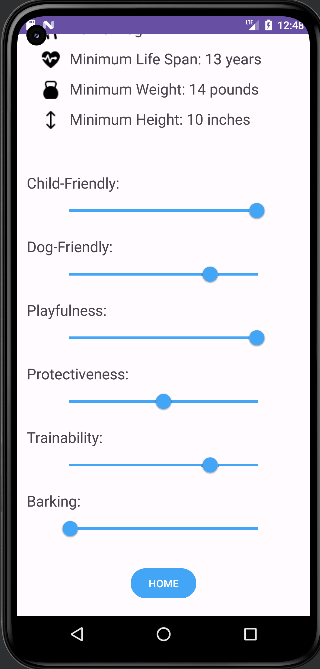 12:48
Minimum Life Span: 13 years
Minimum Weight: 14 pounds
Minimum Height: 10 inches
Child-Friendly:
Dog-Friendly:
Playfulness:
Protectiveness:
Trainability:
Barking:
HOME